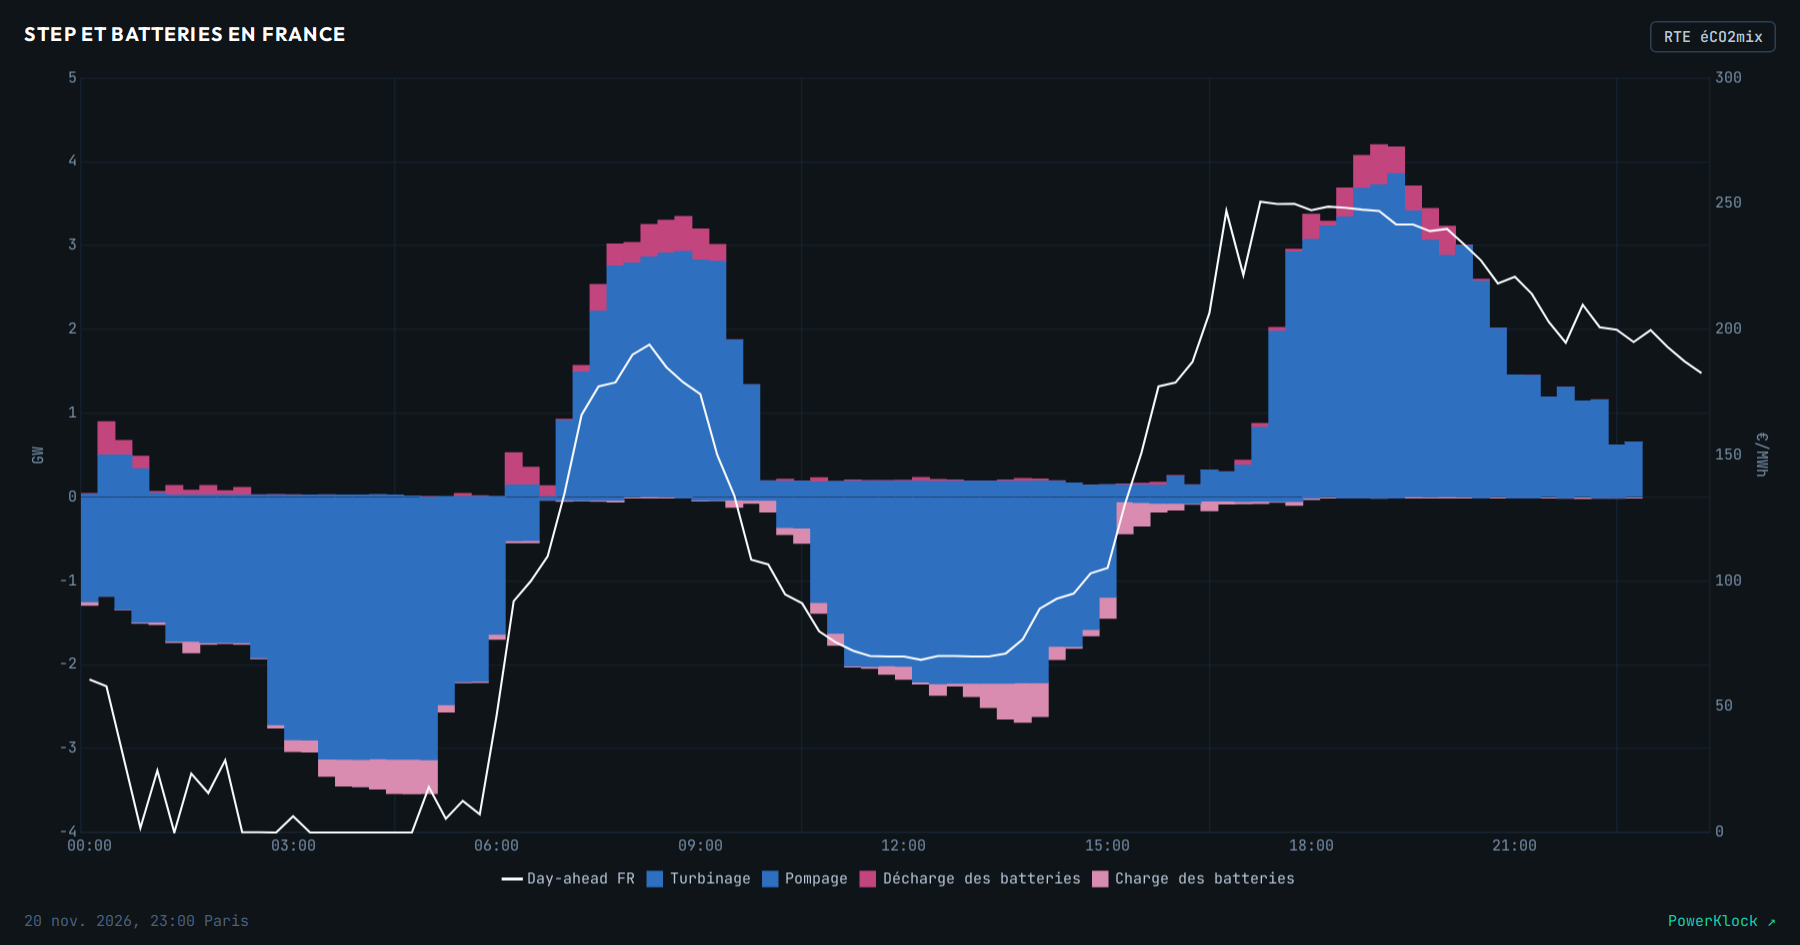 STEP ET BATTERIES EN FRANCE
RTE éCO2mix
5
4
3
2
1
0
-1
-2
-3
-4
GW
300
250
200
150
100
50
0
€/MWh
00:00 03:00 06:00 09:00 12:00 15:00 18:00 21:00
Day-ahead FR Turbinage Pompage Décharge des batteries Charge des batteries
20 nov. 2026, 23:00 Paris
PowerKlock ↗